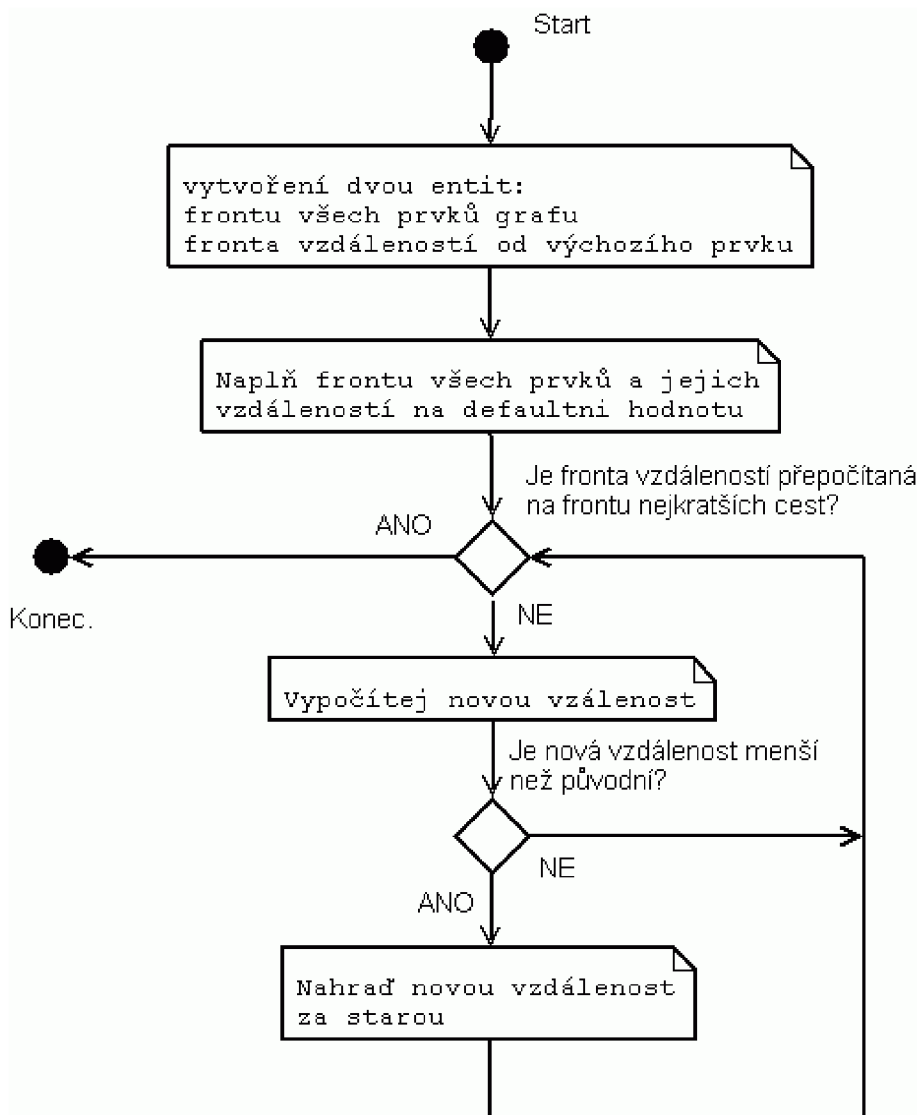 Start
vytvoření dvou entit:
frontu všech prvků grafu
fronta vzdáleností od výchozího prvku
Naplň frontu všech prvků a jejich
vzdáleností na defaultni hodnotu
Je fronta vzdáleností přepočítaná
na frontu nejkratších cest?
ANO
Konec.
NE
Vypočítej novou vzálenost
Je nová vzdálenost menší
než původní?
NE
ANO
Nahraď novou vzdálenost
za starou